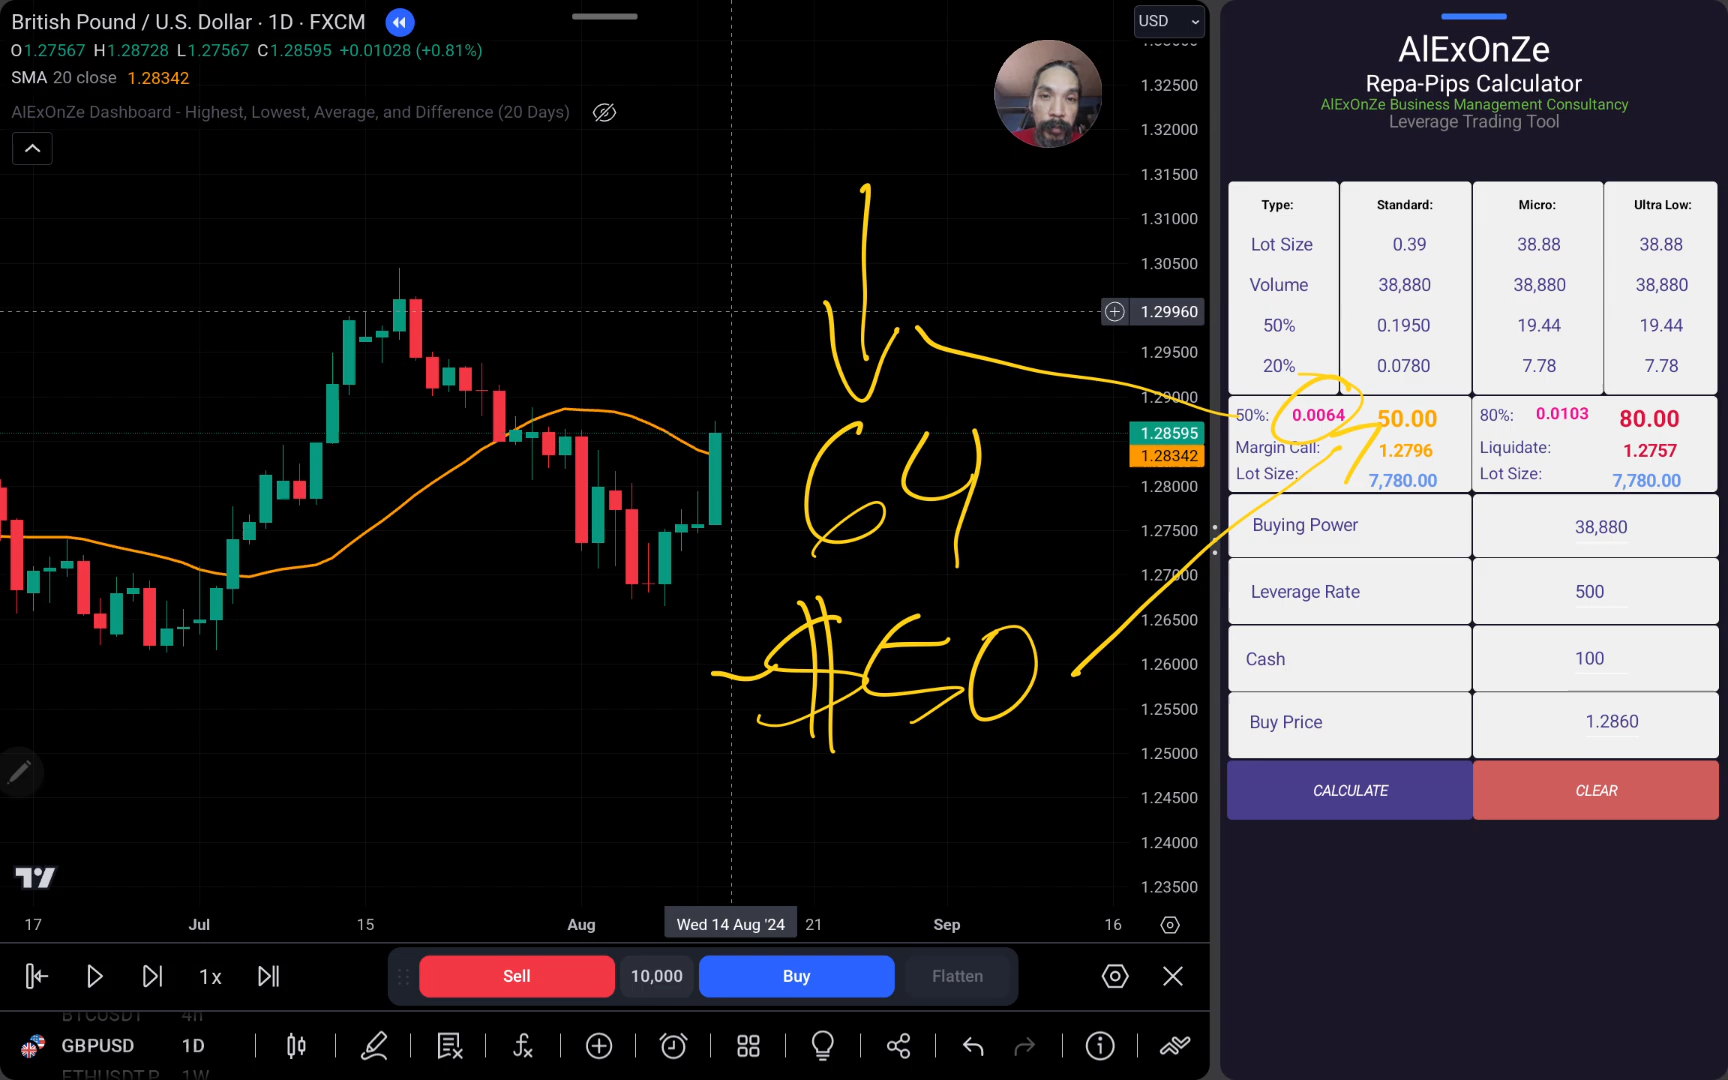 British Pound / U.S. Dollar · 1D · FXCM
O1.27567 H1.28728 L1.27567 C1.28595 +0.01028 (+0.81%)
SMA 20 close 1.28342
AlExOnZe Dashboard - Highest, Lowest, Average, and Difference (20 Days)
USD
1.32500
1.32000
1.31500
1.31000
1.30500
1.29960
1.29500
1.29000
1.28595
1.28342
1.28000
1.27500
1.27000
1.26500
1.26000
1.25500
1.25000
1.24500
1.24000
1.23500
64
-$50
17
Jul
15
Aug
Wed 14 Aug '24
21
Sep
16
1x
Sell
10,000
Buy
Flatten
BTCUSDT 4h
GBPUSD 1D
ETHUSDT.P 1W
AlExOnZe
Repa-Pips Calculator
AlExOnZe Business Management Consultancy
Leverage Trading Tool
Type: Standard: Micro: Ultra Low:
Lot Size 0.39 38.88 38.88
Volume 38,880 38,880 38,880
50% 0.1950 19.44 19.44
20% 0.0780 7.78 7.78
50%: 0.0064 50.00 80%: 0.0103 80.00
Margin Call: 1.2796 Liquidate: 1.2757
Lot Size: 7,780.00 Lot Size: 7,780.00
Buying Power 38,880
Leverage Rate 500
Cash 100
Buy Price 1.2860
CALCULATE CLEAR